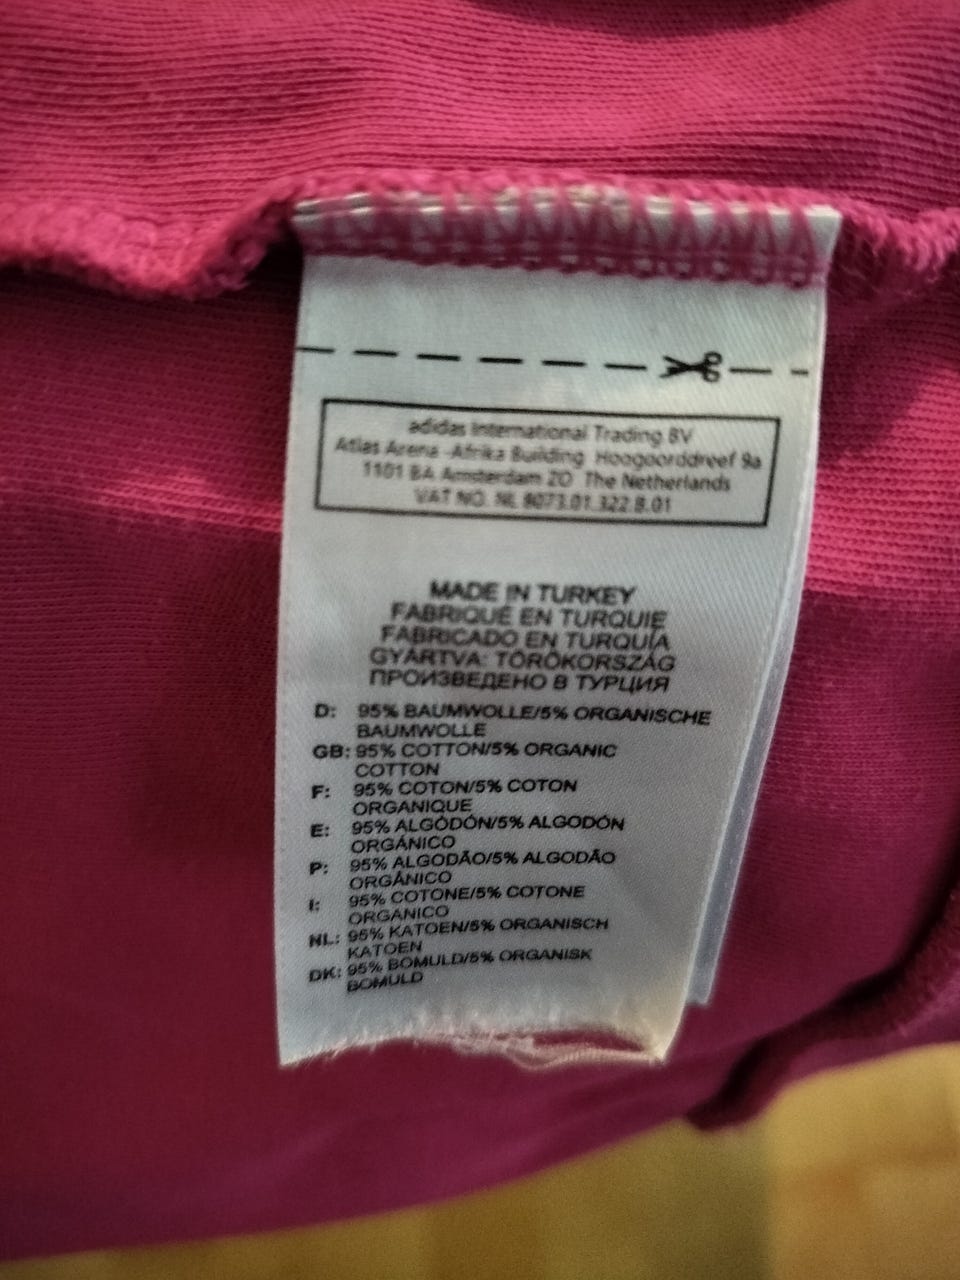 adidas International Trading BV
Atlas Arena -Afrika Building Hoogoorddreef 9a
1101 BA Amsterdam ZO The Netherlands
VAT NO. NL 8073.01.322.B.01
MADE IN TURKEY
FABRIQUÉ EN TURQUIE
FABRICADO EN TURQUÍA
GYÁRTVA: TÖRÖKORSZÁG
ПРОИЗВЕДЕНО В ТУРЦИЯ
D: 95% BAUMWOLLE/5% ORGANISCHE
BAUMWOLLE
GB: 95% COTTON/5% ORGANIC
COTTON
F: 95% COTON/5% COTON
ORGANIQUE
E: 95% ALGODÓN/5% ALGODÓN
ORGÁNICO
P: 95% ALGODÃO/5% ALGODÃO
ORGÂNICO
I: 95% COTONE/5% COTONE
ORGANICO
NL: 95% KATOEN/5% ORGANISCH
KATOEN
DK: 95% BOMULD/5% ORGANISK
BOMULD